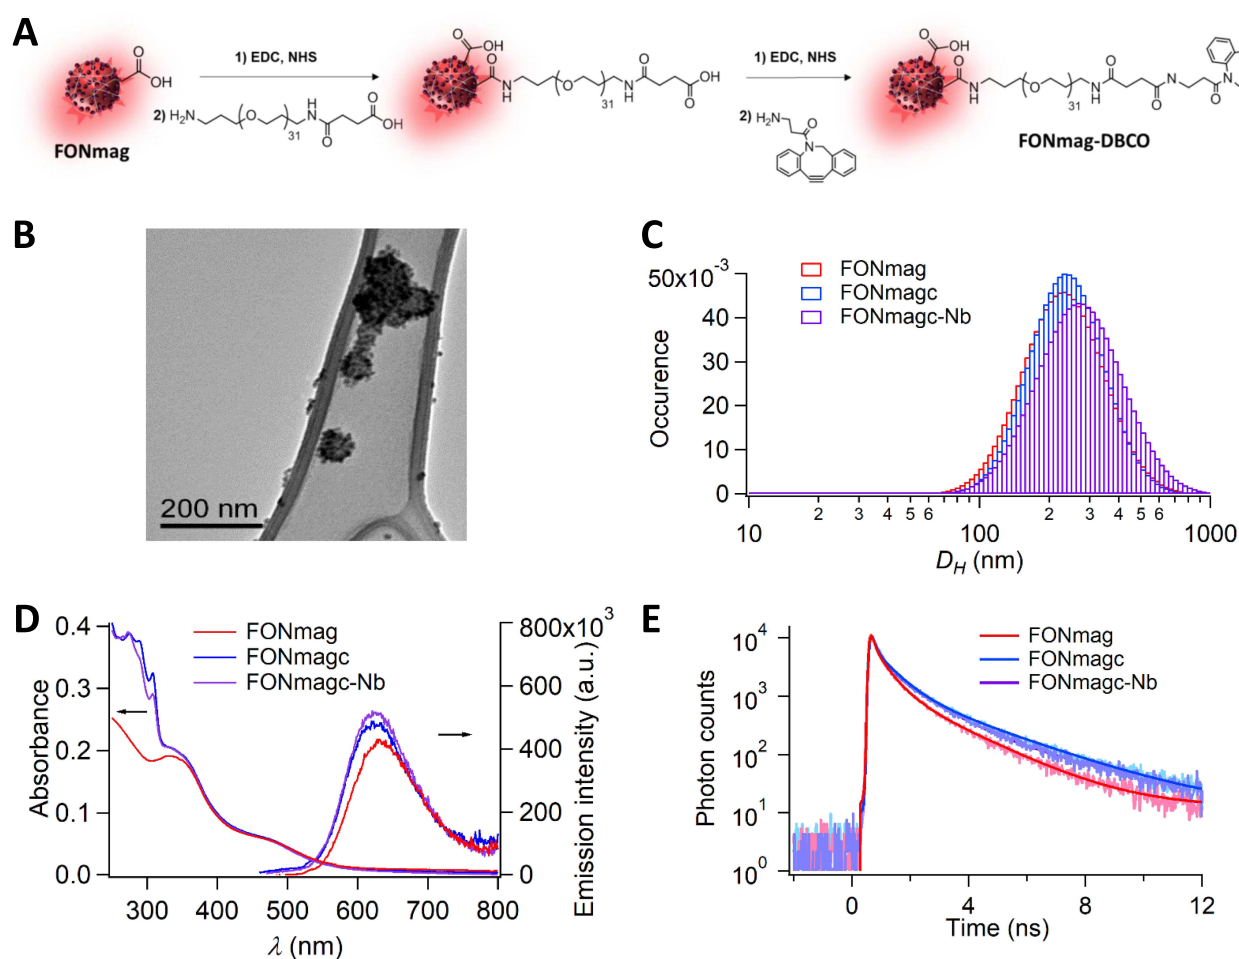 A
1) EDC, NHS
2)
H₂N
O
31
H
N
O
O
OH
O
OH
FONmag
OH
O
O
N
H
O
31
H
N
O
O
OH
1) EDC, NHS
2)
H₂N
O
N
O
OH
O
N
H
O
31
H
N
O
O
N
H
O
N
FONmag-DBCO
B
200 nm
C
FONmag
FONmagc
FONmagc-Nb
50x10⁻³
40
30
20
10
0
Occurence
10 2 3 4 5 6 100 2 3 4 5 6 1000
D_H (nm)
D
FONmag
FONmagc
FONmagc-Nb
0.4
0.3
0.2
0.1
0.0
Absorbance
800x10³
600
400
200
0
Emission intensity (a.u.)
300 400 500 600 700 800
λ (nm)
E
FONmag
FONmagc
FONmagc-Nb
10⁴
10³
10²
10¹
10⁰
Photon counts
0 4 8 12
Time (ns)